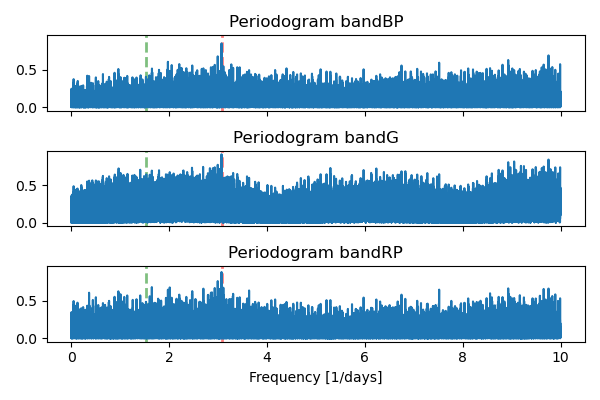 Periodogram bandBP
0.5
0.0
Periodogram bandG
0.5
0.0
Periodogram bandRP
0.5
0.0
0 2 4 6 8 10
Frequency [1/days]